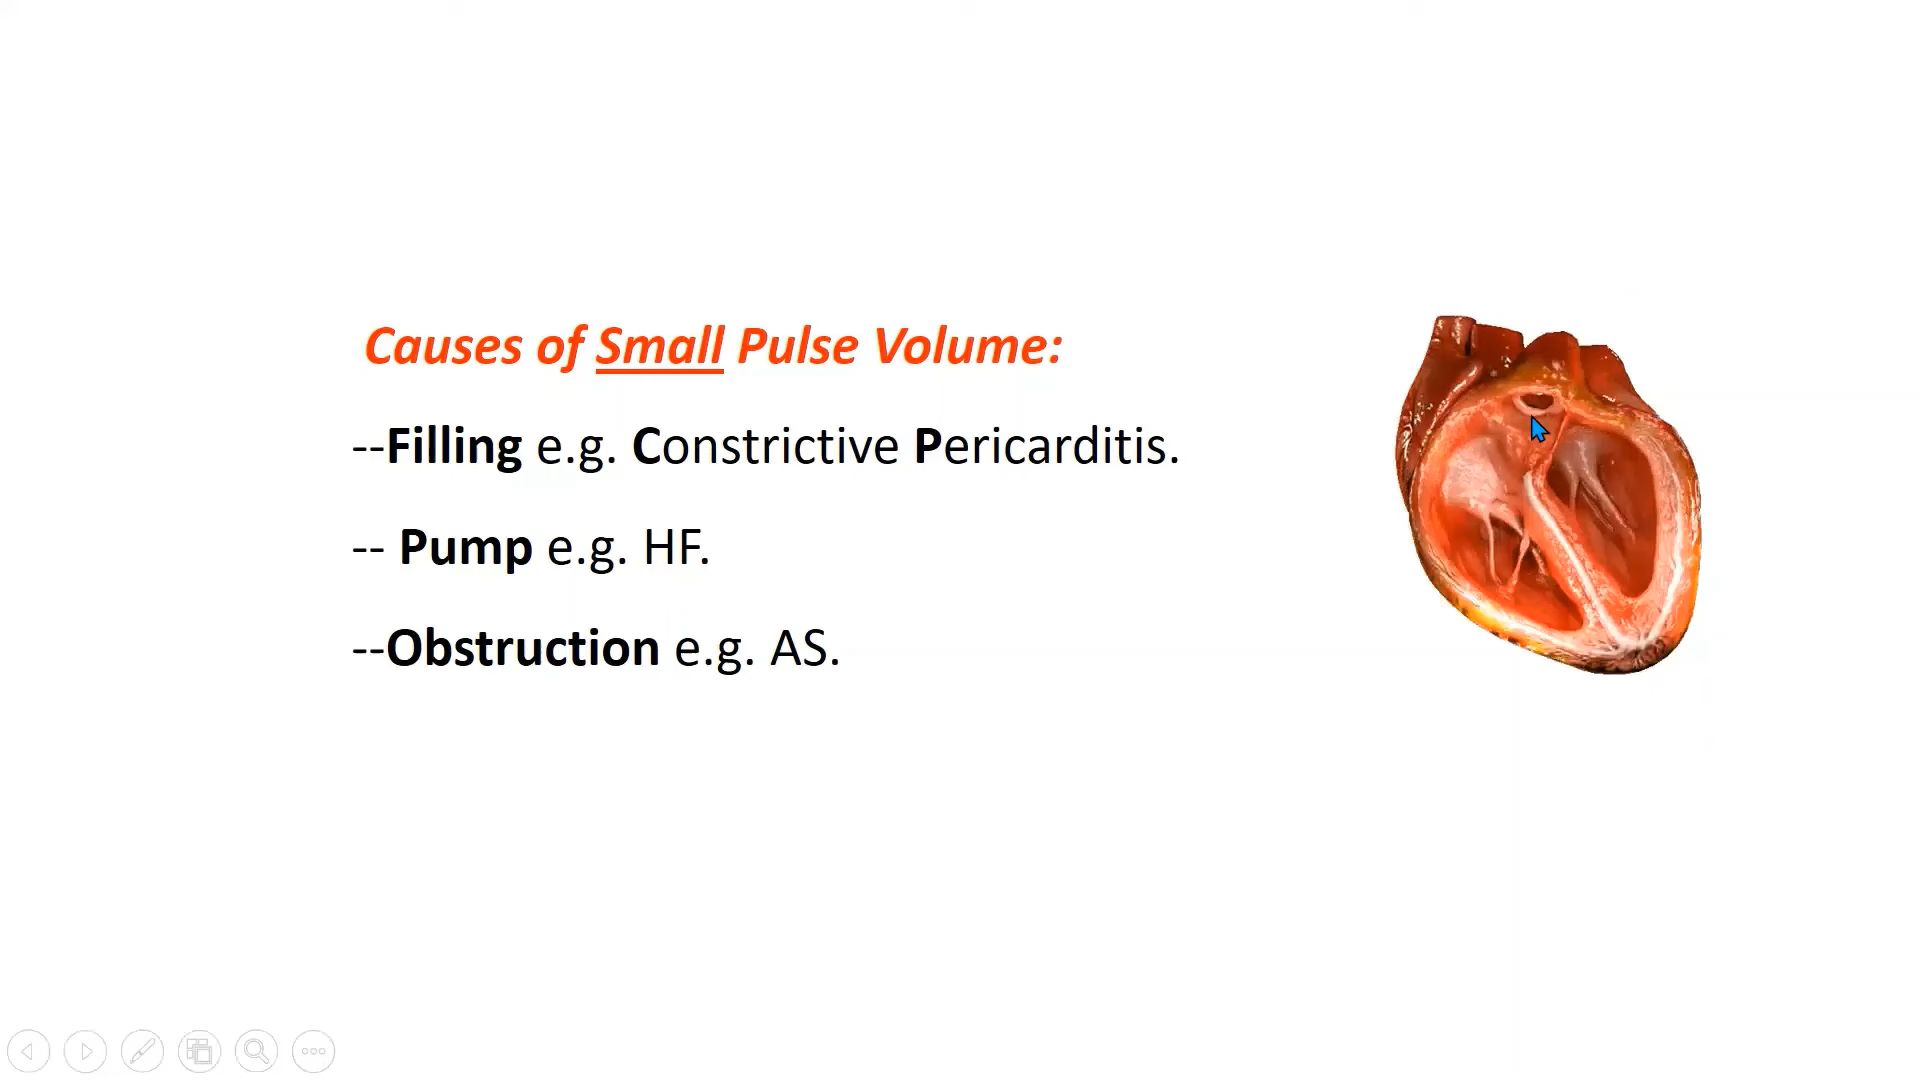 Causes of Small Pulse Volume:
--Filling e.g. Constrictive Pericarditis.
-- Pump e.g. HF.
--Obstruction e.g. AS.